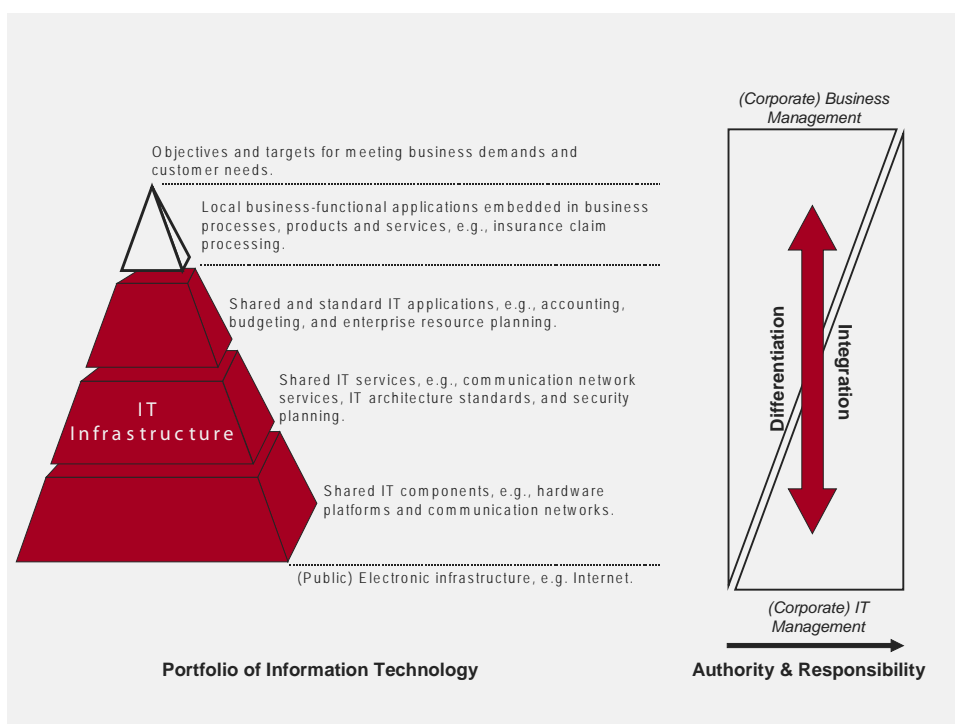 (Corporate) Business
Management
Objectives and targets for meeting business demands and
customer needs.
Local business-functional applications embedded in business
processes, products and services, e.g., insurance claim
processing.
Shared and standard IT applications, e.g., accounting,
budgeting, and enterprise resource planning.
Shared IT services, e.g., communication network
services, IT architecture standards, and security
planning.
IT
Infrastructure
Shared IT components, e.g., hardware
platforms and communication networks.
(Public) Electronic infrastructure, e.g. Internet.
Differentiation
Integration
(Corporate) IT
Management
Portfolio of Information Technology
Authority & Responsibility